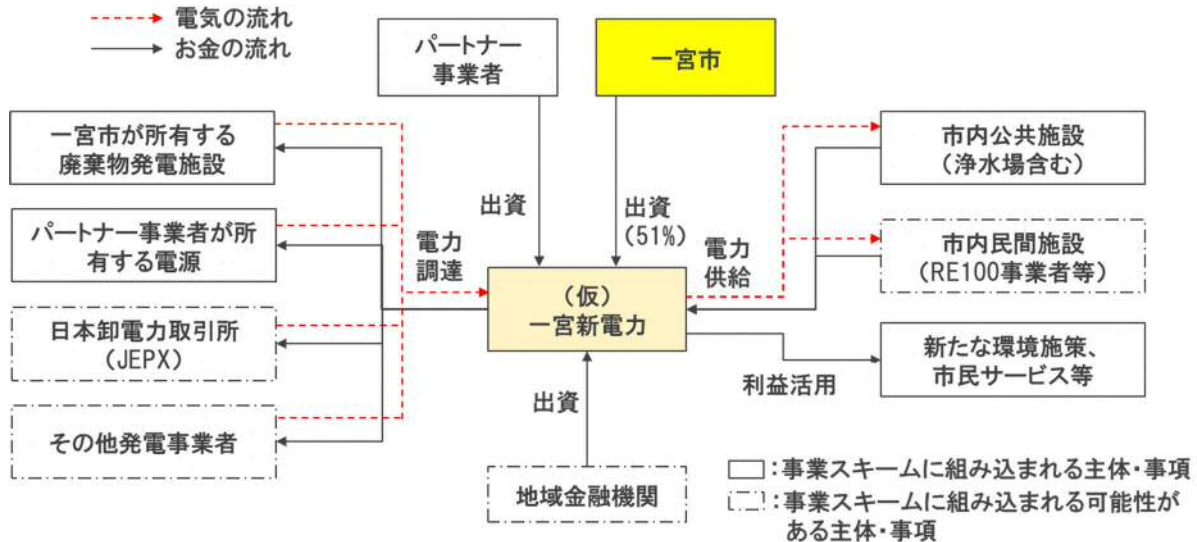 電気の流れ
お金の流れ
パートナー
事業者
一宮市
一宮市が所有する
廃棄物発電施設
パートナー事業者が所
有する電源
日本卸電力取引所
(JEPX)
その他発電事業者
電力
調達
出資
出資
(51%)
(仮)
一宮新電力
出資
地域金融機関
電力
供給
利益活用
市内公共施設
(浄水場含む)
市内民間施設
(RE100事業者等)
新たな環境施策、
市民サービス等
:事業スキームに組み込まれる主体・事項
:事業スキームに組み込まれる可能性が
ある主体・事項